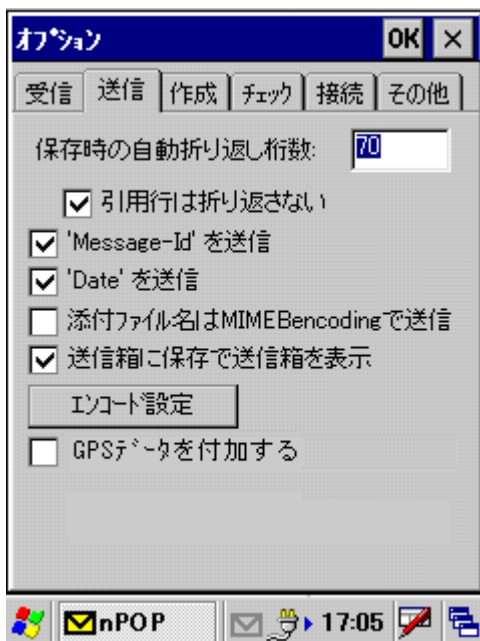 ｵﾌﾟｼｮﾝ OK ×
受信 送信 作成 ﾁｪｯｸ 接続 その他
保存時の自動折り返し桁数: 70
引用行は折り返さない
'Message-Id' を送信
'Date' を送信
添付ﾌｧｲﾙ名はMIMEBencodingで送信
送信箱に保存で送信箱を表示
ｴﾝｺｰﾄﾞ設定
GPSﾃﾞｰﾀを付加する
nPOP 17:05